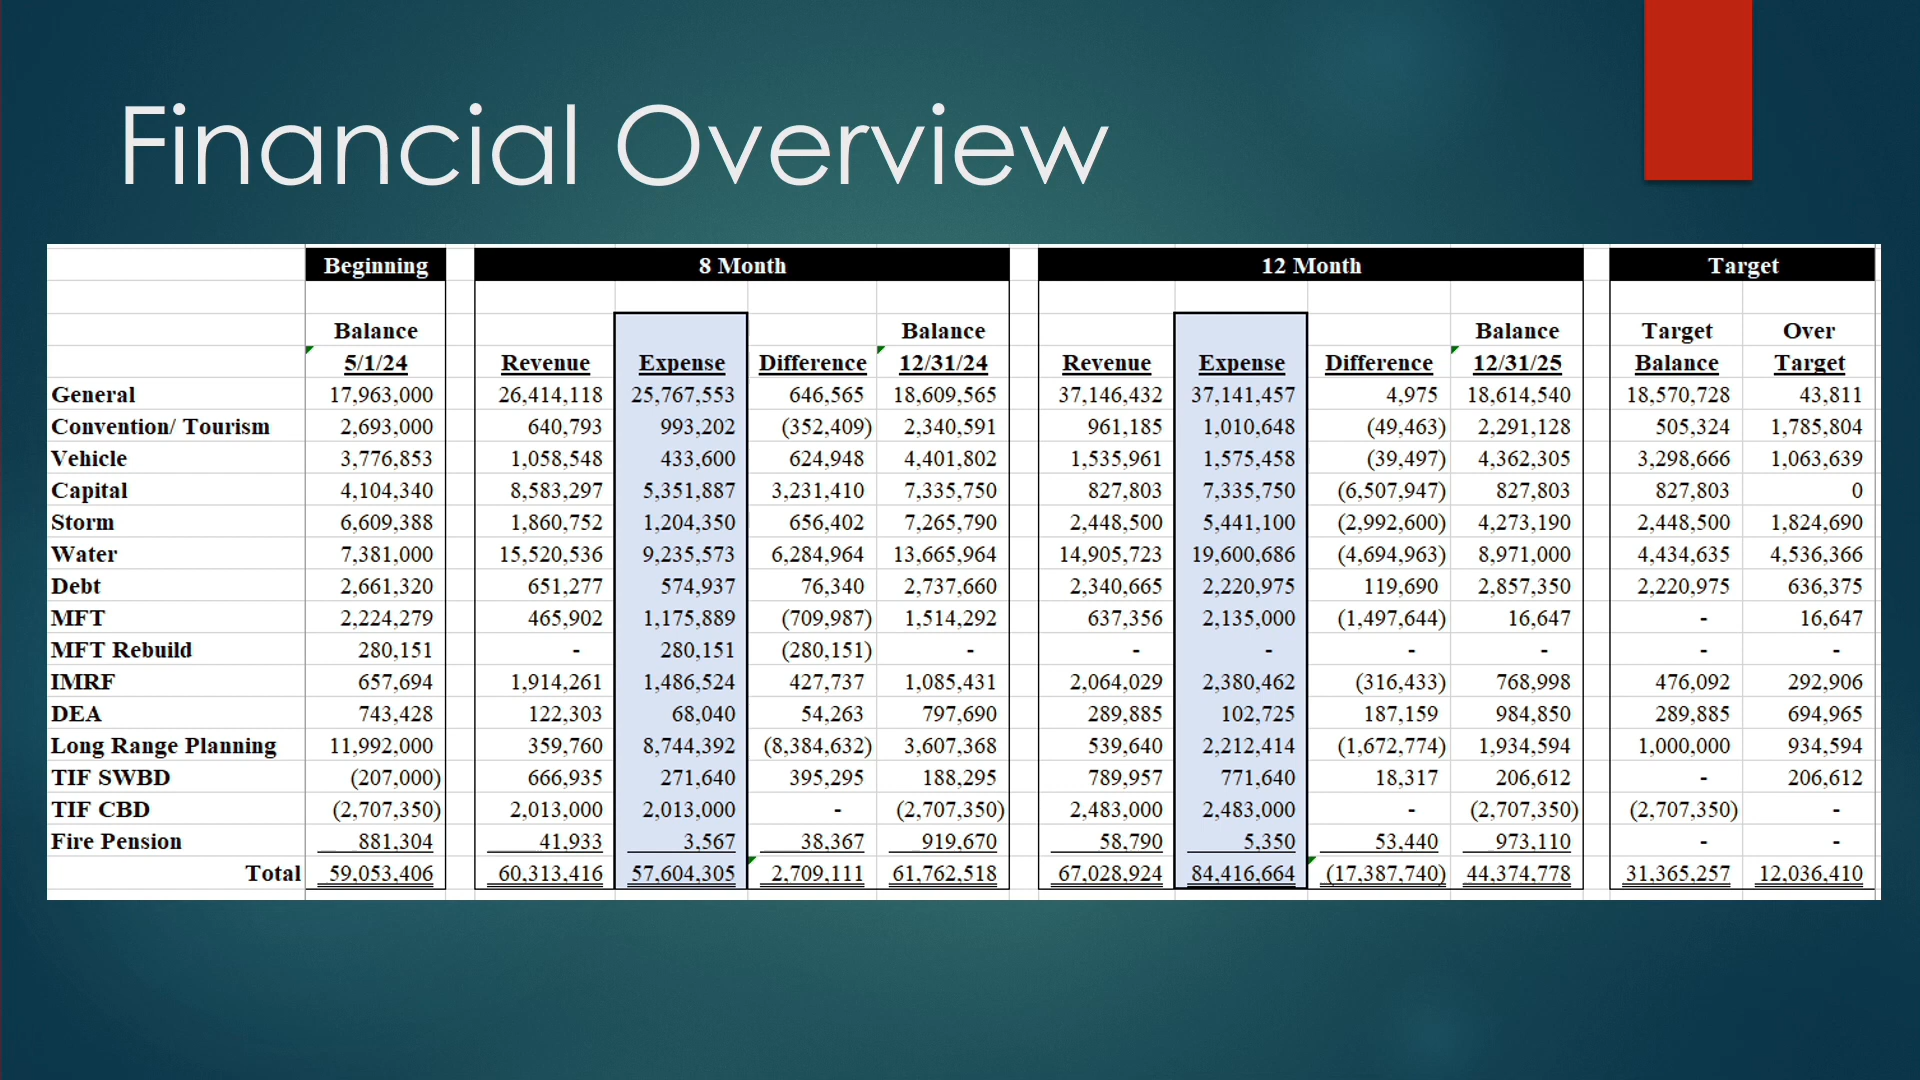 Financial Overview
Beginning 8 Month 12 Month Target
Balance Balance Balance Target Over
5/1/24 Revenue Expense Difference 12/31/24 Revenue Expense Difference 12/31/25 Balance Target
General 17,963,000 26,414,118 25,767,553 646,565 18,609,565 37,146,432 37,141,457 4,975 18,614,540 18,570,728 43,811
Convention/ Tourism 2,693,000 640,793 993,202 (352,409) 2,340,591 961,185 1,010,648 (49,463) 2,291,128 505,324 1,785,804
Vehicle 3,776,853 1,058,548 433,600 624,948 4,401,802 1,535,961 1,575,458 (39,497) 4,362,305 3,298,666 1,063,639
Capital 4,104,340 8,583,297 5,351,887 3,231,410 7,335,750 827,803 7,335,750 (6,507,947) 827,803 827,803 0
Storm 6,609,388 1,860,752 1,204,350 656,402 7,265,790 2,448,500 5,441,100 (2,992,600) 4,273,190 2,448,500 1,824,690
Water 7,381,000 15,520,536 9,235,573 6,284,964 13,665,964 14,905,723 19,600,686 (4,694,963) 8,971,000 4,434,635 4,536,366
Debt 2,661,320 651,277 574,937 76,340 2,737,660 2,340,665 2,220,975 119,690 2,857,350 2,220,975 636,375
MFT 2,224,279 465,902 1,175,889 (709,987) 1,514,292 637,356 2,135,000 (1,497,644) 16,647 - 16,647
MFT Rebuild 280,151 - 280,151 (280,151) - - - - - - -
IMRF 657,694 1,914,261 1,486,524 427,737 1,085,431 2,064,029 2,380,462 (316,433) 768,998 476,092 292,906
DEA 743,428 122,303 68,040 54,263 797,690 289,885 102,725 187,159 984,850 289,885 694,965
Long Range Planning 11,992,000 359,760 8,744,392 (8,384,632) 3,607,368 539,640 2,212,414 (1,672,774) 1,934,594 1,000,000 934,594
TIF SWBD (207,000) 666,935 271,640 395,295 188,295 789,957 771,640 18,317 206,612 - 206,612
TIF CBD (2,707,350) 2,013,000 2,013,000 - (2,707,350) 2,483,000 2,483,000 - (2,707,350) (2,707,350) -
Fire Pension 881,304 41,933 3,567 38,367 919,670 58,790 5,350 53,440 973,110 - -
Total 59,053,406 60,313,416 57,604,305 2,709,111 61,762,518 67,028,924 84,416,664 (17,387,740) 44,374,778 31,365,257 12,036,410